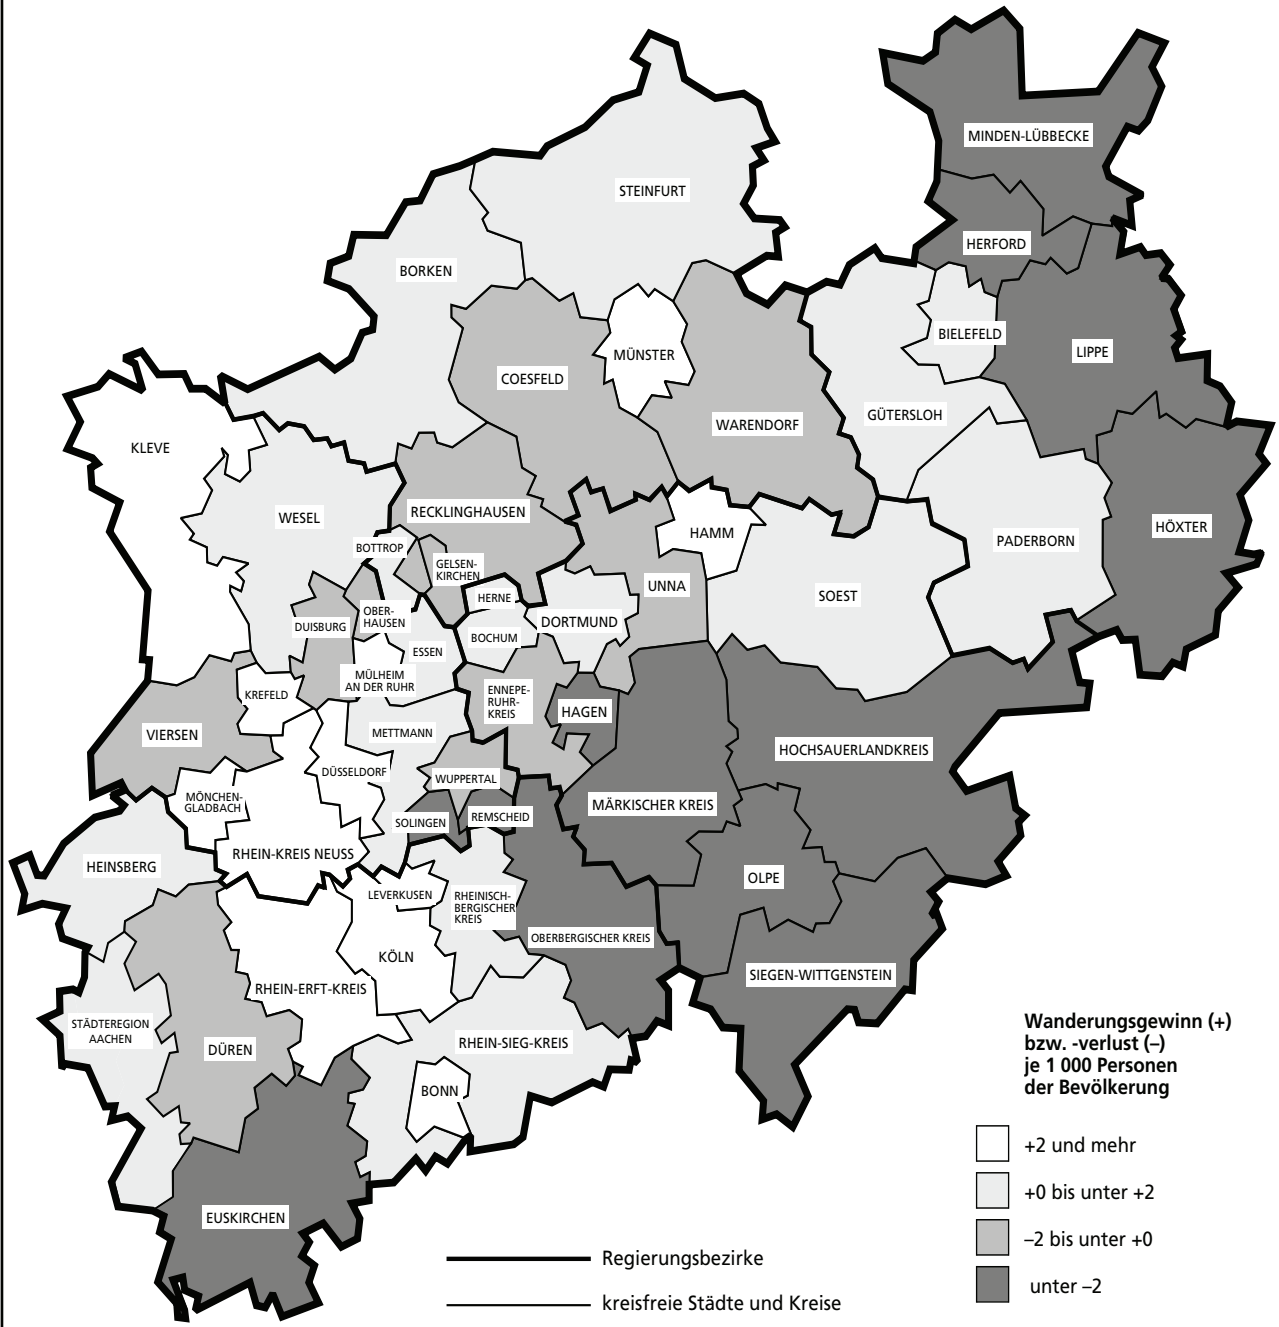 MINDEN-LÜBBECKE
STEINFURT
HERFORD
BORKEN
BIELEFELD
MÜNSTER
LIPPE
COESFELD
GÜTERSLOH
WARENDORF
KLEVE
RECKLINGHAUSEN
WESEL
HÖXTER
HAMM
PADERBORN
BOTTROP
GELSEN-
KIRCHEN
UNNA
SOEST
HERNE
OBER-
HAUSEN
DORTMUND
DUISBURG
BOCHUM
ESSEN
MÜLHEIM
AN DER RUHR
KREFELD
ENNEPE-
RUHR-
KREIS
HAGEN
VIERSEN
METTMANN
HOCHSAUERLANDKREIS
DÜSSELDORF
WUPPERTAL
MÖNCHEN-
GLADBACH
MÄRKISCHER KREIS
SOLINGEN
REMSCHEID
RHEIN-KREIS NEUSS
HEINSBERG
OLPE
LEVERKUSEN
RHEINISCH-
BERGISCHER
KREIS
OBERBERGISCHER KREIS
KÖLN
SIEGEN-WITTGENSTEIN
RHEIN-ERFT-KREIS
STÄDTEREGION
AACHEN
RHEIN-SIEG-KREIS
DÜREN
BONN
EUSKIRCHEN
Wanderungsgewinn (+)
bzw. -verlust (–)
je 1 000 Personen
der Bevölkerung
+2 und mehr
+0 bis unter +2
–2 bis unter +0
unter –2
Regierungsbezirke
kreisfreie Städte und Kreise